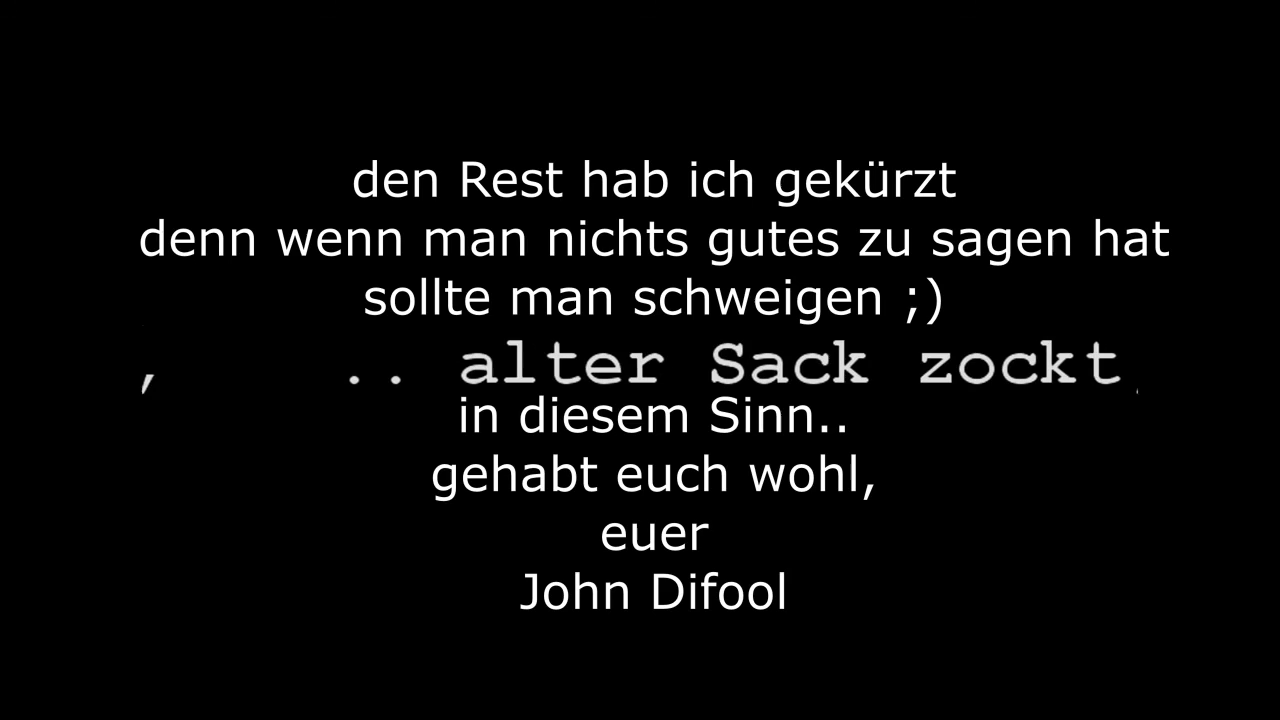 den Rest hab ich gekürzt
denn wenn man nichts gutes zu sagen hat
sollte man schweigen ;)
, .. alter Sack zockt
in diesem Sinn..
gehabt euch wohl,
euer
John Difool